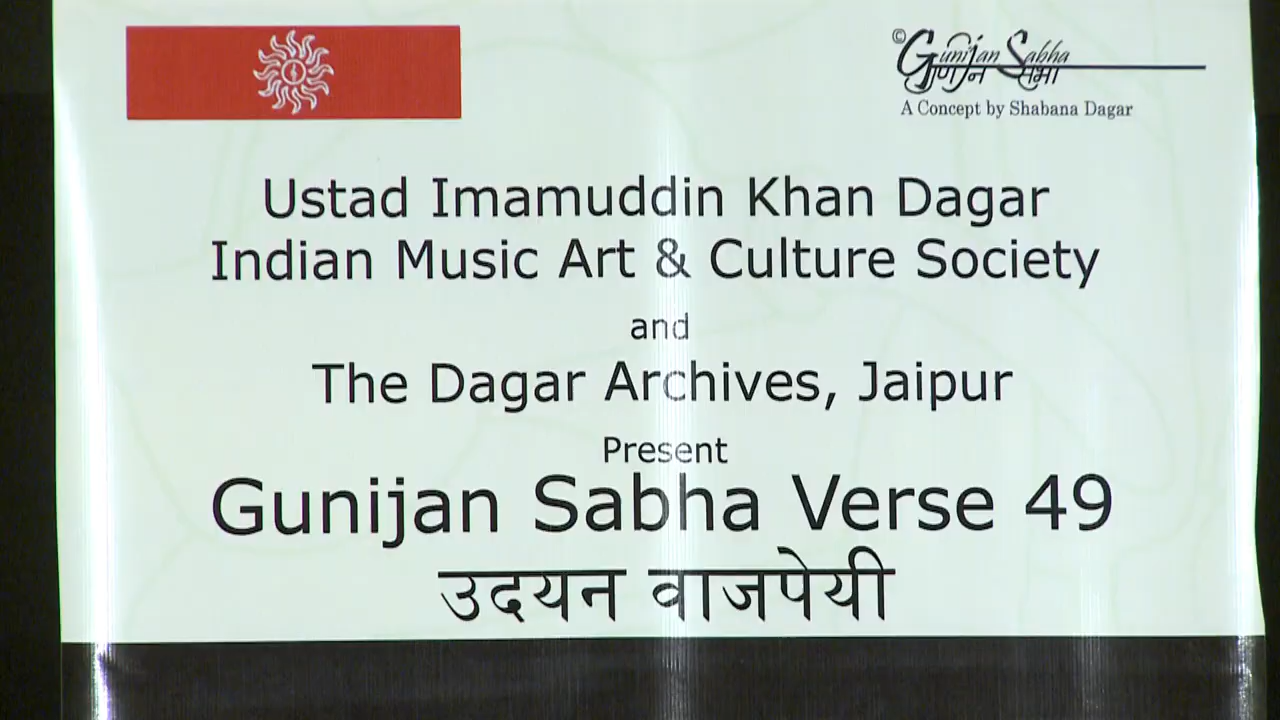 © Gunijan Sabha
गुणीजन सभा
A Concept by Shabana Dagar
Ustad Imamuddin Khan Dagar
Indian Music Art & Culture Society
and
The Dagar Archives, Jaipur
Present
Gunijan Sabha Verse 49
उदयन वाजपेयी